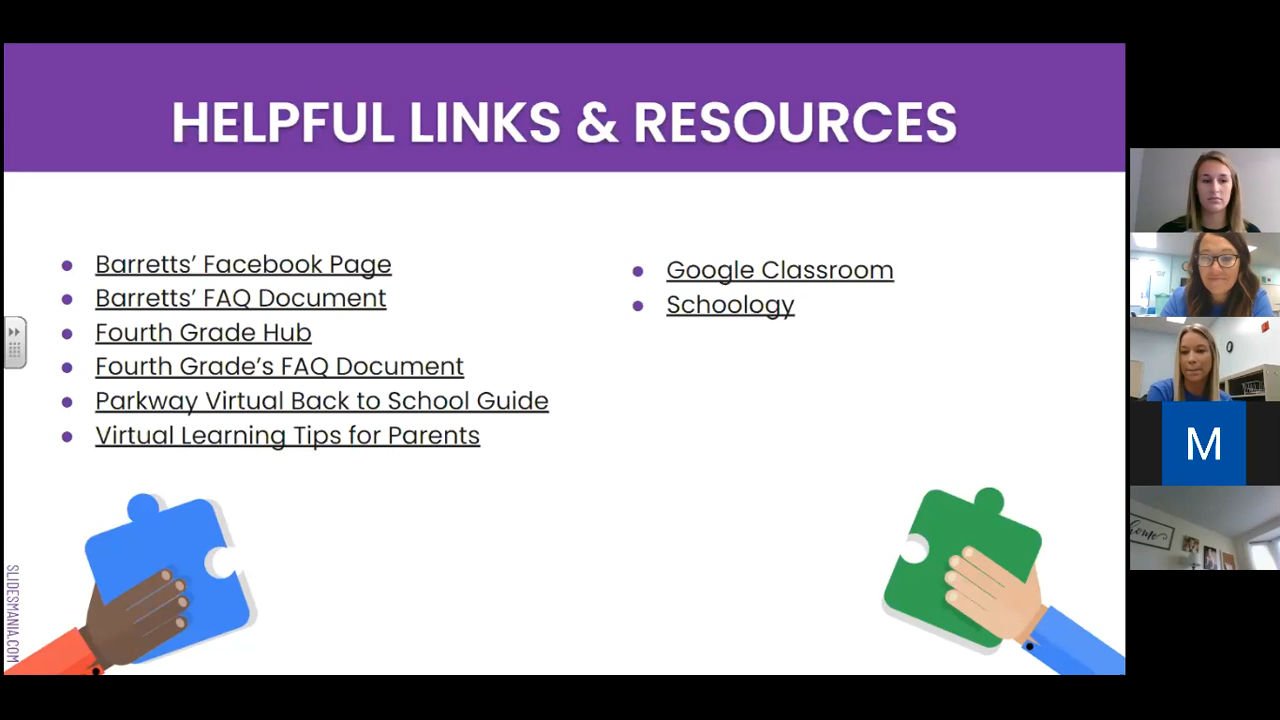 HELPFUL LINKS & RESOURCES
Barretts’ Facebook Page
Barretts’ FAQ Document
Fourth Grade Hub
Fourth Grade’s FAQ Document
Parkway Virtual Back to School Guide
Virtual Learning Tips for Parents
Google Classroom
Schoology
SLIDESMANIA.COM
M
home